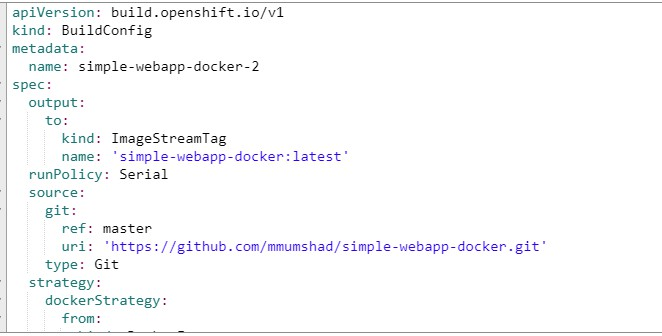 apiVersion: build.openshift.io/v1
kind: BuildConfig
metadata:
  name: simple-webapp-docker-2
spec:
  output:
    to:
      kind: ImageStreamTag
      name: 'simple-webapp-docker:latest'
  runPolicy: Serial
  source:
    git:
      ref: master
      uri: 'https://github.com/mmumshad/simple-webapp-docker.git'
    type: Git
  strategy:
    dockerStrategy:
      from: